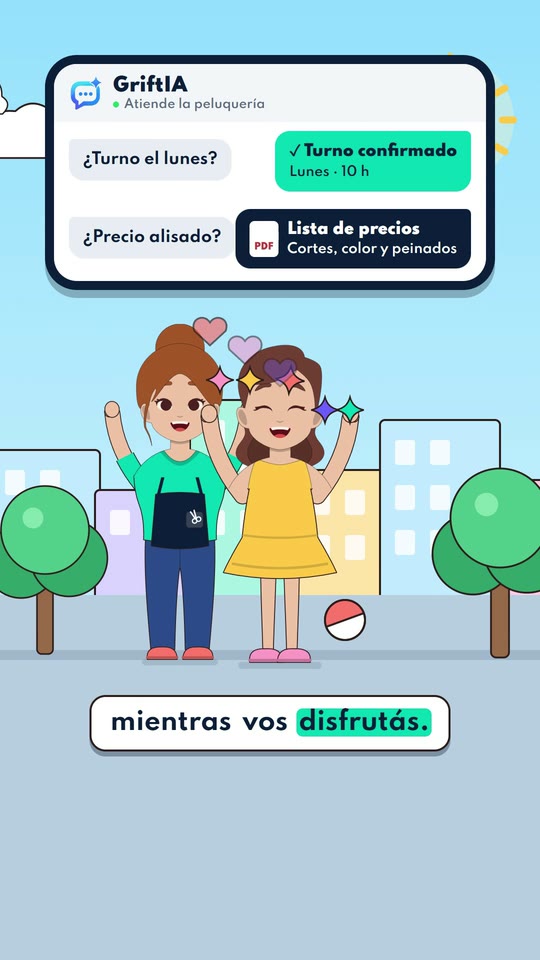 GriftIA
Atiende la peluquería
¿Turno el lunes?
✓ Turno confirmado
Lunes · 10 h
¿Precio alisado?
PDF
Lista de precios
Cortes, color y peinados
mientras vos disfrutás.